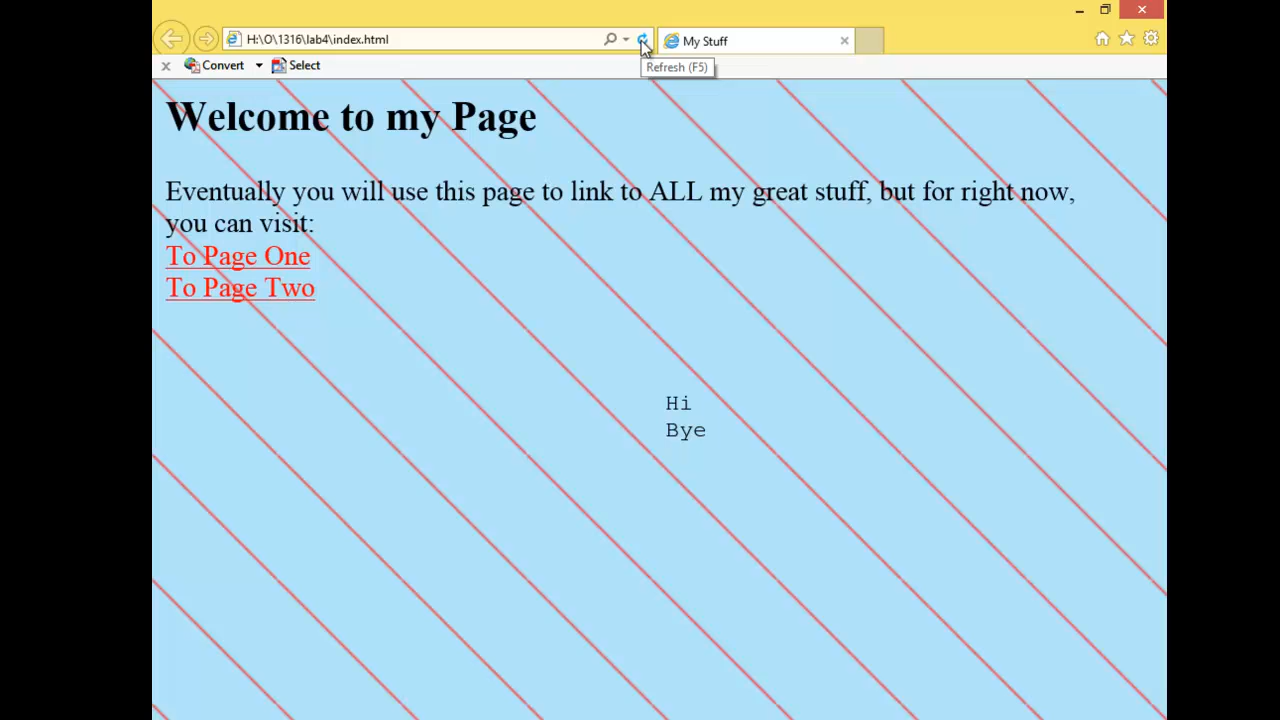 H:\O\1316\lab4\index.html
My Stuff
Convert
Select
Refresh (F5)
Welcome to my Page
Eventually you will use this page to link to ALL my great stuff, but for right now,
you can visit:
To Page One
To Page Two
Hi
Bye